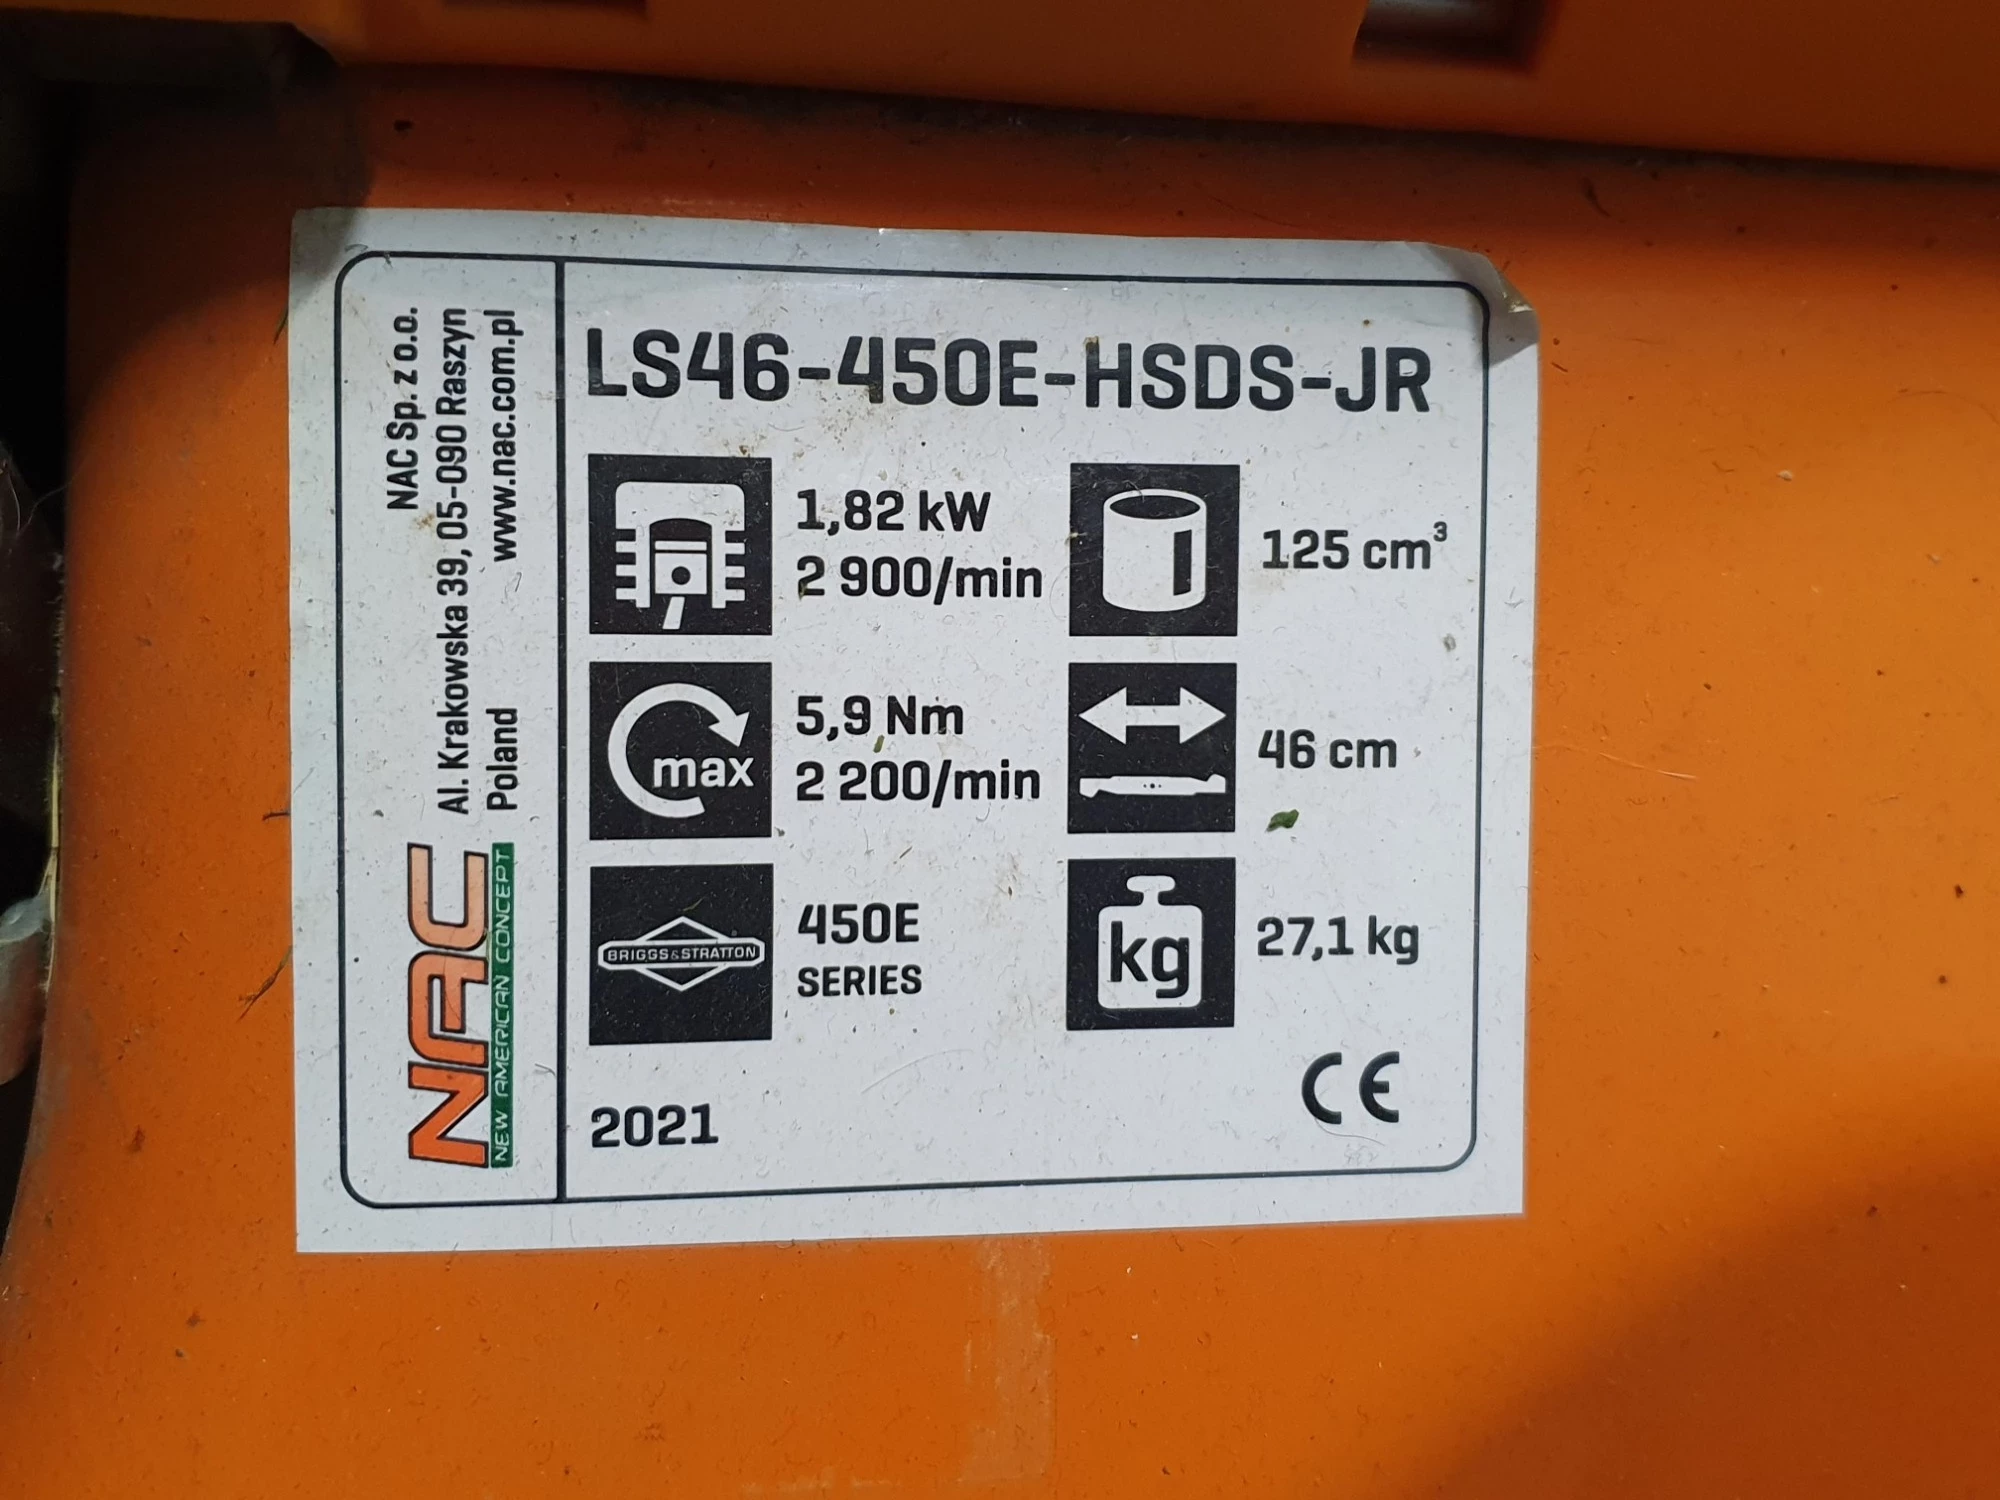 NAC Sp. z o.o.
Al. Krakowska 39, 05-090 Raszyn
Poland www.nac.com.pl
NAC
NEW AMERICAN CONCEPT
LS46-450E-HSDS-JR
1,82 kW
2 900/min
125 cm³
max
5,9 Nm
2 200/min
46 cm
BRIGGS&STRATTON
450E
SERIES
kg
27,1 kg
2021
CE